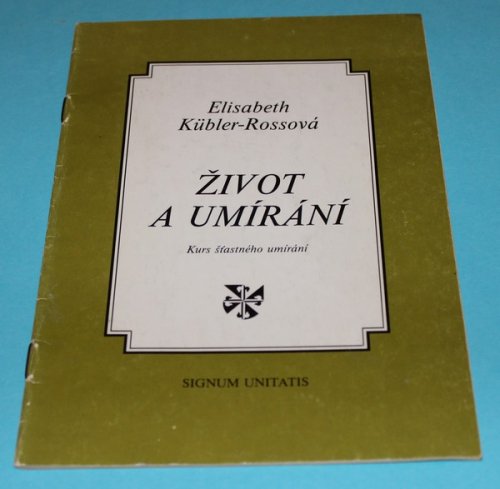 Elisabeth
Kübler-Rossová
ŽIVOT
A UMÍRÁNÍ
Kurs šťastného umírání
SIGNUM UNITATIS